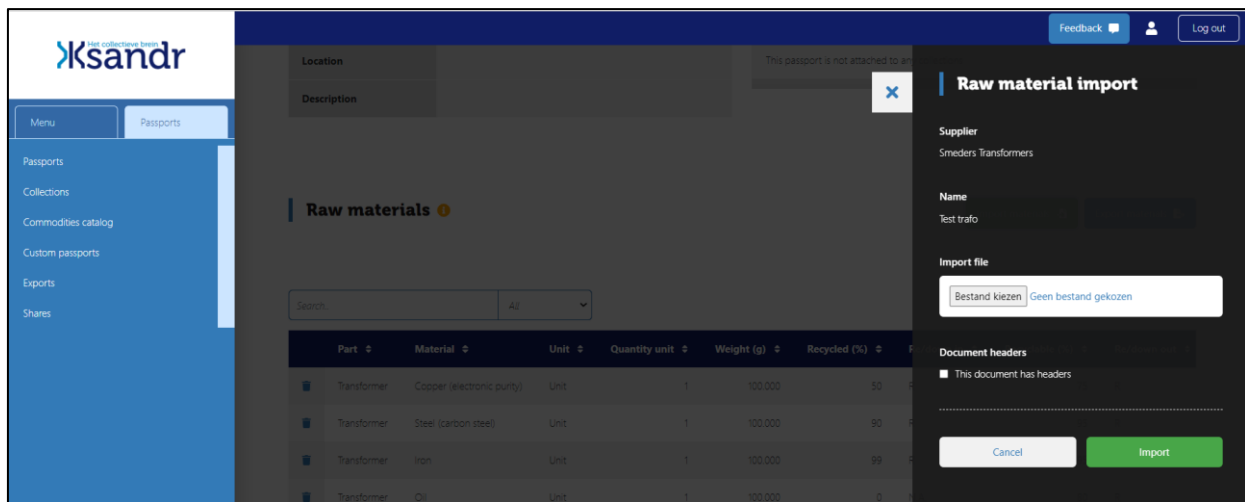 Het collectieve brein
Ksandr
Feedback
Log out
Menu
Passports
Passports
Collections
Commodities catalog
Custom passports
Exports
Shares
Location
Description
This passport is not attached to any
Raw materials
Search
All
Part Material Unit Quantity unit Weight (g) Recycled (%)
Transformer Copper (electronic purity) Unit 1 100,000 50
Transformer Steel (carbon steel) Unit 1 100,000 90
Transformer Iron Unit 1 100,000 99
Transformer Oil Unit 1 100,000 0
Raw material import
Supplier
Smeders Transformers
Name
Test trafo
Import file
Bestand kiezen Geen bestand gekozen
Document headers
This document has headers
Cancel
Import